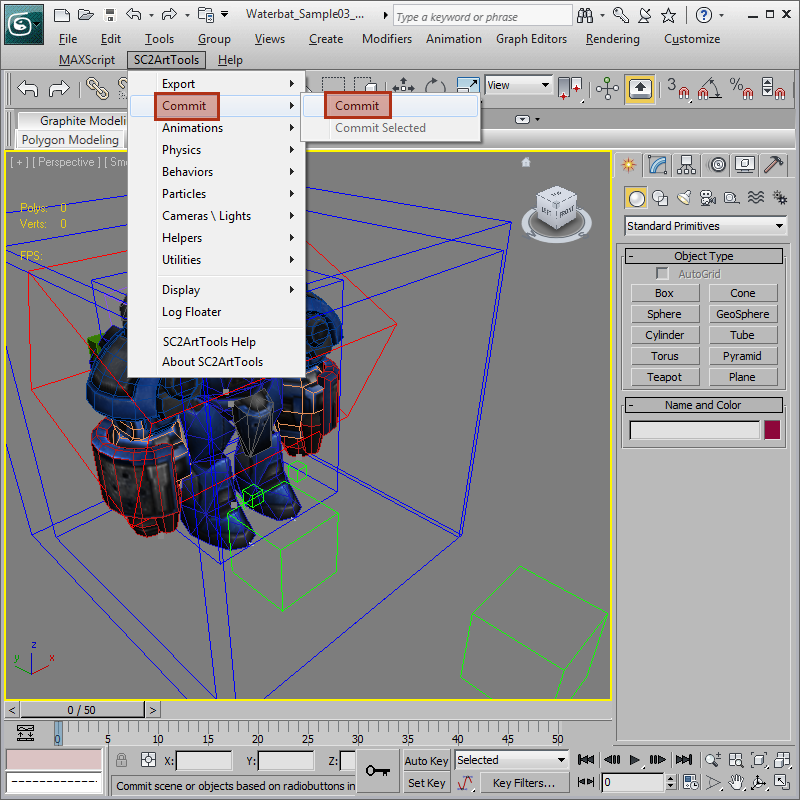 Waterbat_Sample03_...
Type a keyword or phrase
File Edit Tools Group Views Create Modifiers Animation Graph Editors Rendering Customize
MAXScript SC2ArtTools Help
View
3
%
Graphite Modeli
Polygon Modeling
Export
Commit
Animations
Physics
Behaviors
Particles
Cameras \ Lights
Helpers
Utilities
Display
Log Floater
SC2ArtTools Help
About SC2ArtTools
Commit
Commit Selected
[ + ] [ Perspective ] [ Smo
Polys: 0
Verts: 0
FPS:
FRONT
Standard Primitives
- Object Type
AutoGrid
Box Cone
Sphere GeoSphere
Cylinder Tube
Torus Pyramid
Teapot Plane
- Name and Color
z
y
x
< 0 / 50 >
0 5 10 15 20 25 30 35 40 45 50
X: Y: Z:
Auto Key Selected
Set Key Key Filters...
0
Commit scene or objects based on radiobuttons in